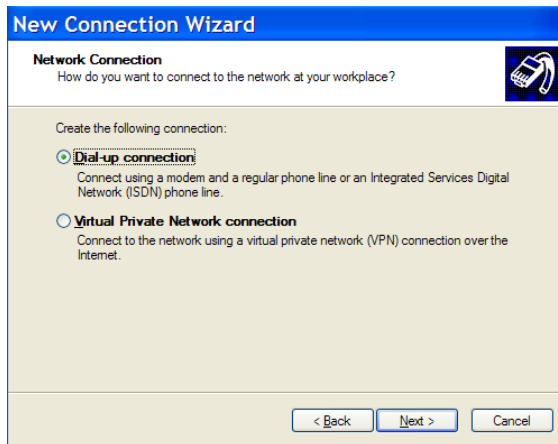 New Connection Wizard
Network Connection
How do you want to connect to the network at your workplace?
Create the following connection:
Dial-up connection
Connect using a modem and a regular phone line or an Integrated Services Digital
Network (ISDN) phone line.
Virtual Private Network connection
Connect to the network using a virtual private network (VPN) connection over the
Internet.
< Back
Next >
Cancel